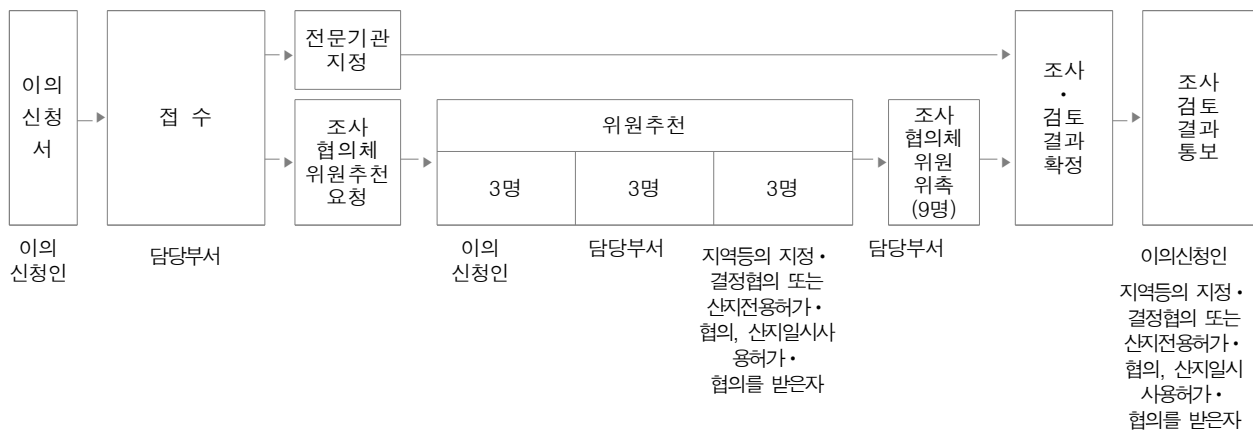 이의
신청
서
접 수
전문기관
지정
조사
협의체
위원추천
요청
위원추천
3명
3명
3명
조사
협의체
위원
위촉
(9명)
조사
·
검토
결과
확정
조사
검토
결과
통보
이의
신청인
담당부서
이의
신청인
담당부서
지역등의 지정·
결정협의 또는
산지전용허가·
협의, 산지일시사
용허가·
협의를 받은자
담당부서
이의신청인
지역등의 지정·
결정협의 또는
산지전용허가·
협의, 산지일시
사용허가·
협의를 받은자